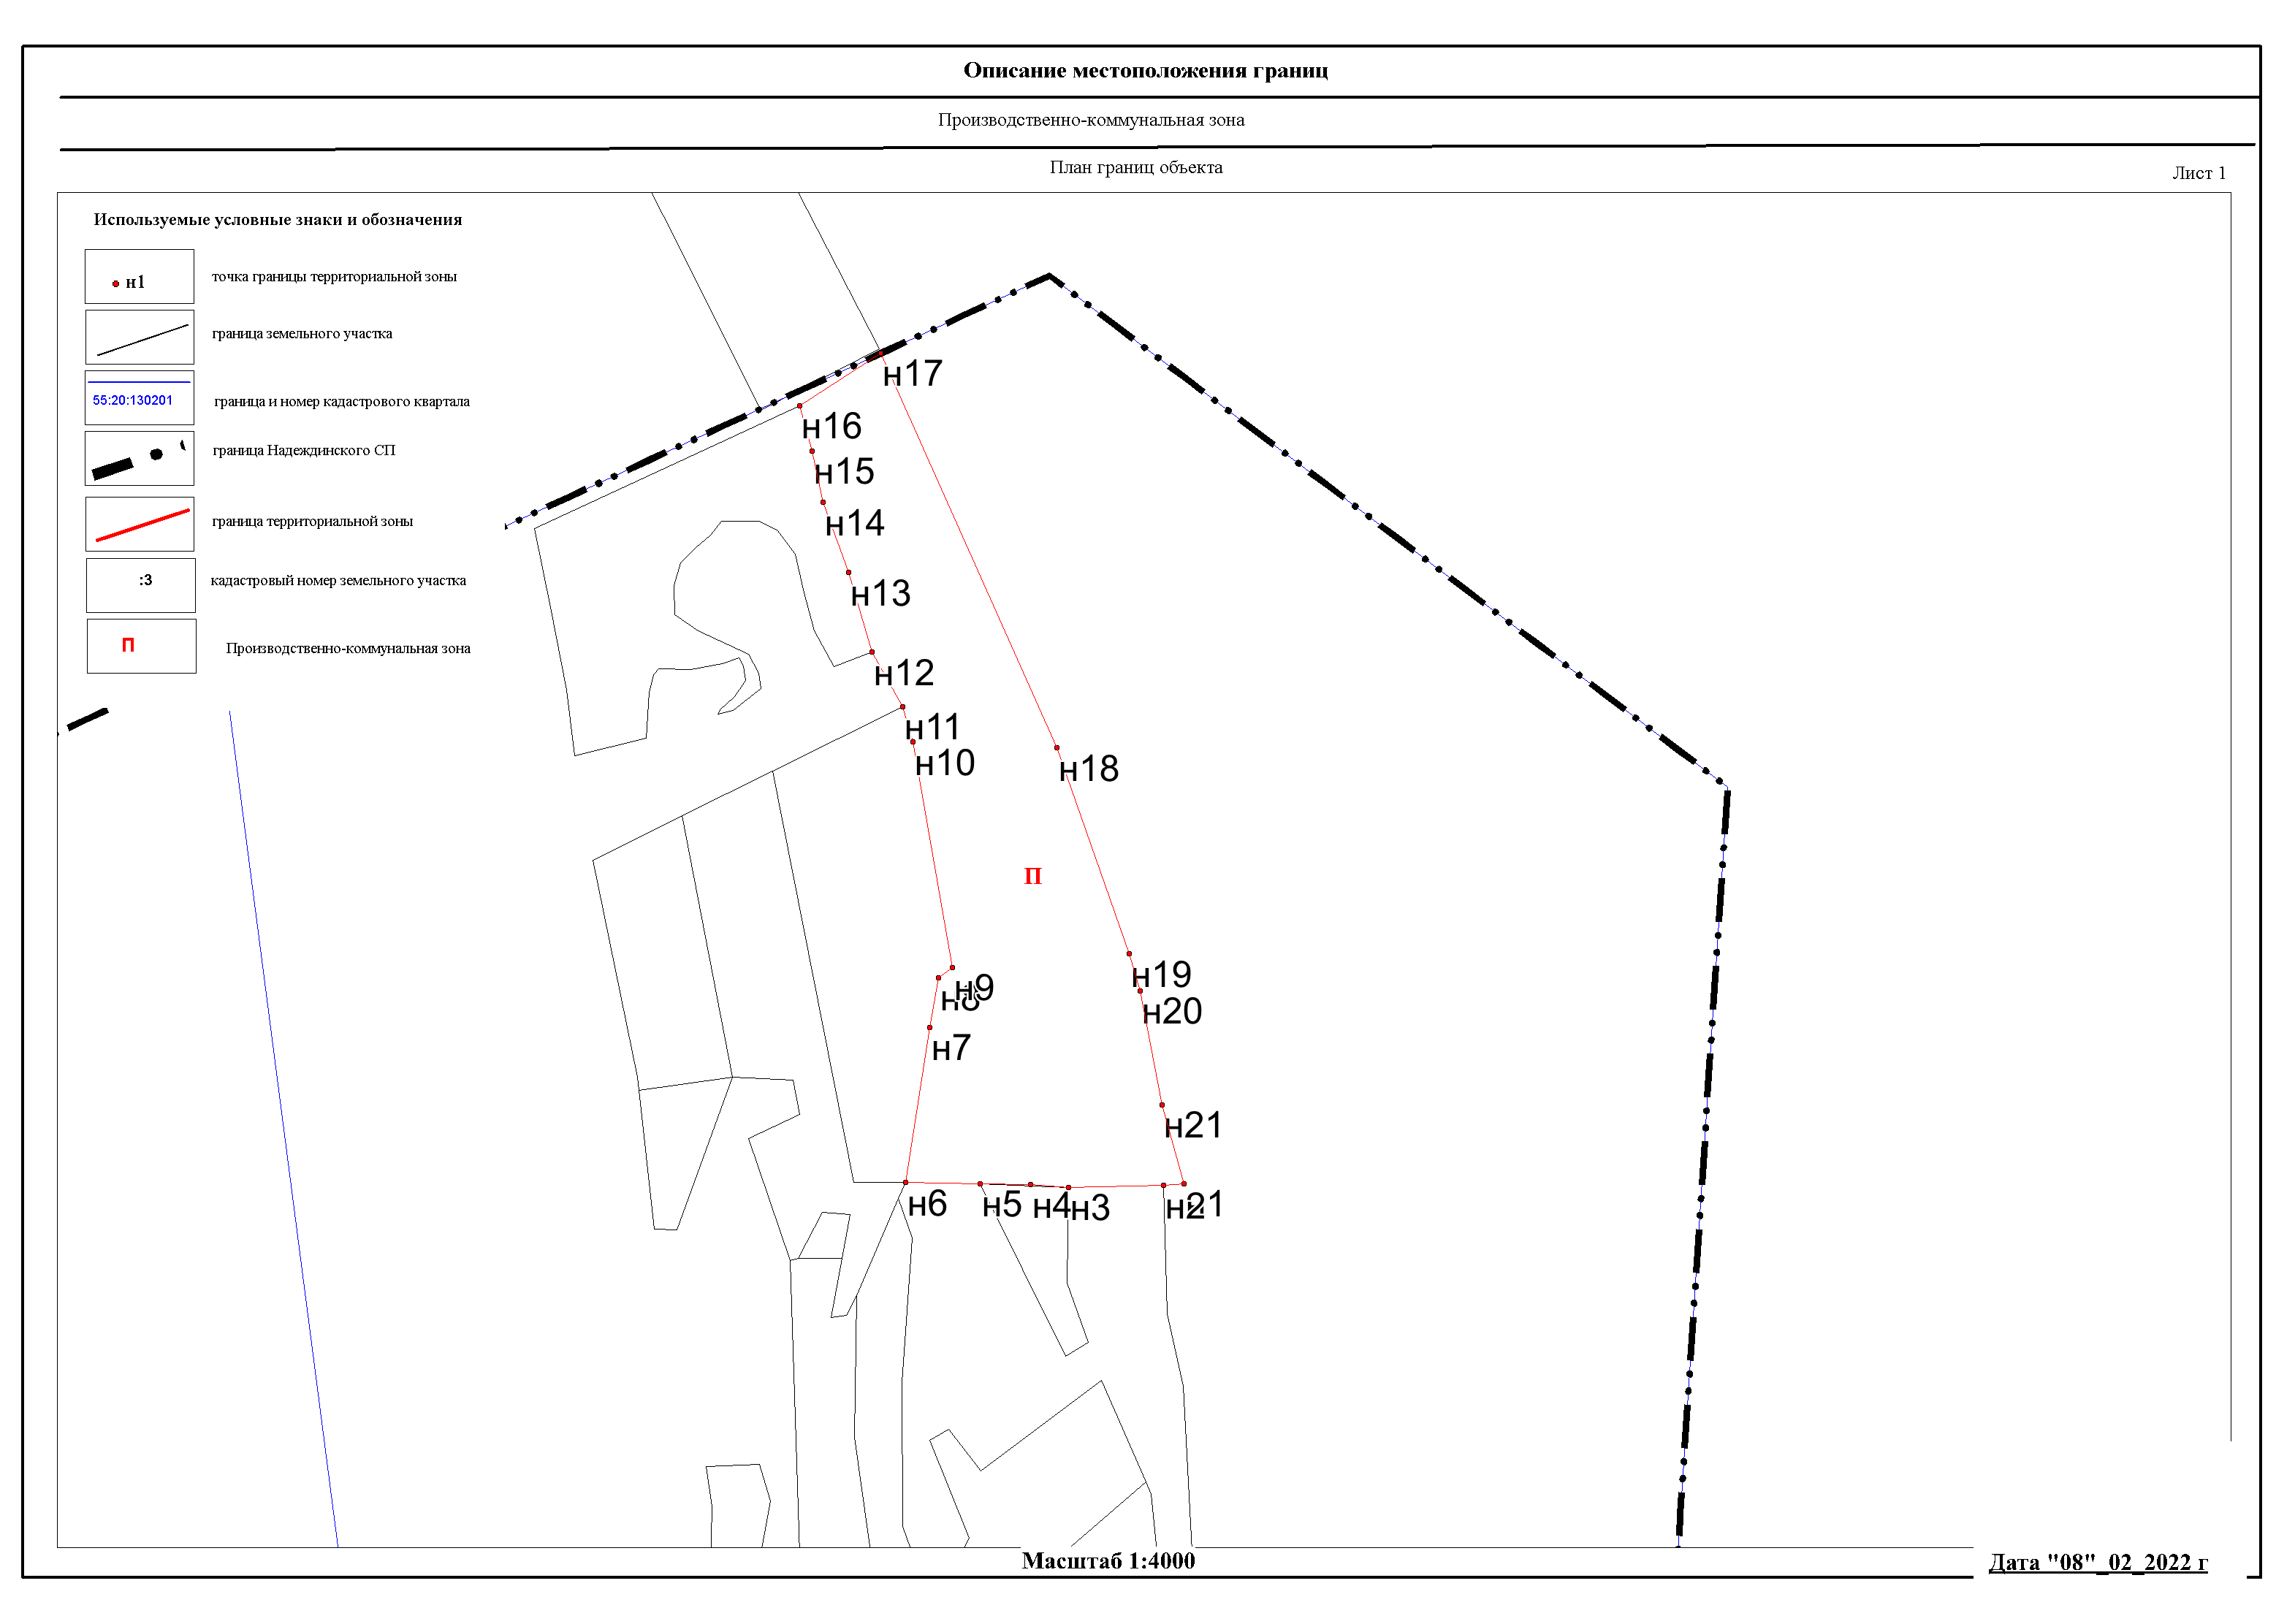 Описание местоположения границ
Производственно-коммунальная зона
План границ объекта
Лист 1
Используемые условные знаки и обозначения
н1 точка границы территориальной зоны
граница земельного участка
55:20:130201 граница и номер кадастрового квартала
граница Надеждинского СП
граница территориальной зоны
:3 кадастровый номер земельного участка
П Производственно-коммунальная зона
н17
н16
н15
н14
н13
н12
н11
н10
н18
П
н19
н9
н8
н20
н7
н21
н6
н5
н4
н3
н2
Масштаб 1:4000
Дата "08"_02_2022 г